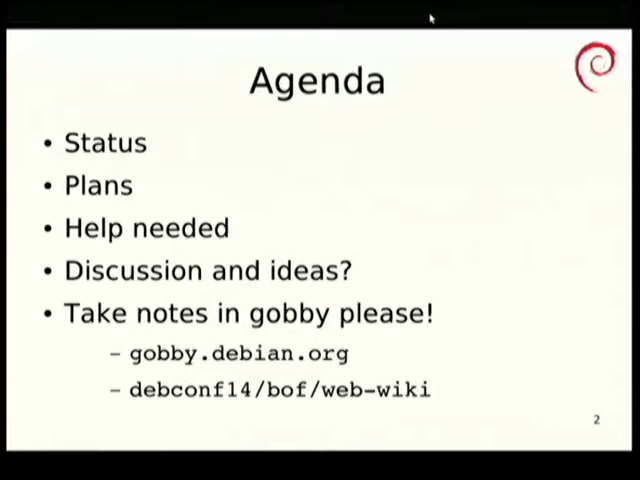 Agenda
• Status
• Plans
• Help needed
• Discussion and ideas?
• Take notes in gobby please!
– gobby.debian.org
– debconf14/bof/web-wiki
2